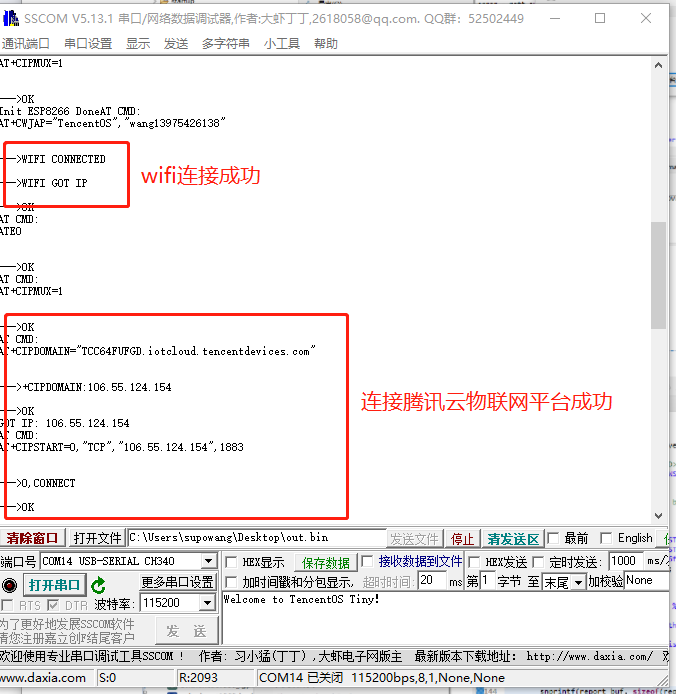 SSCOM V5.13.1 串口/网络数据调试器,作者:大虾丁丁,2618058@qq.com. QQ群: 52502449
通讯端口 串口设置 显示 发送 多字符串 小工具 帮助
AT+CIPMUX=1
--->OK
Init ESP8266 DoneAT CMD:
AT+CWJAP="TencentOS","wang13975426138"
--->WIFI CONNECTED
wifi连接成功
--->WIFI GOT IP
--->OK
AT CMD:
ATE0
--->OK
AT CMD:
AT+CIPMUX=1
--->OK
AT CMD:
AT+CIPDOMAIN="TCC64FUFGD.iotcloud.tencentdevices.com"
--->+CIPDOMAIN:106.55.124.154
连接腾讯云物联网平台成功
--->OK
GOT IP: 106.55.124.154
AT CMD:
AT+CIPSTART=0,"TCP","106.55.124.154",1883
--->0,CONNECT
--->OK
清除窗口 打开文件 C:\Users\supowang\Desktop\out.bin 发送文件 停止 清发送区 最前 English
端口号 COM14 USB-SERIAL CH340 HEX显示 保存数据 接收数据到文件 HEX发送 定时发送: 1000 ms/
打开串口 更多串口设置 加时间戳和分包显示, 超时时间: 20 ms 第 1 字节 至 末尾 加校验 None
RTS DTR 波特率: 115200 Welcome to TencentOS Tiny!
为了更好地发展SSCOM软件
请您注册嘉立创P结尾客户
发 送
欢迎使用专业串口调试工具SSCOM ! 作者: 习小猛(丁丁) ,大虾电子网版主 最新版本下载地址: http://www.daxia.com/
www.daxia.com S:0 R:2093 COM14 已关闭 115200bps,8,1,None,None